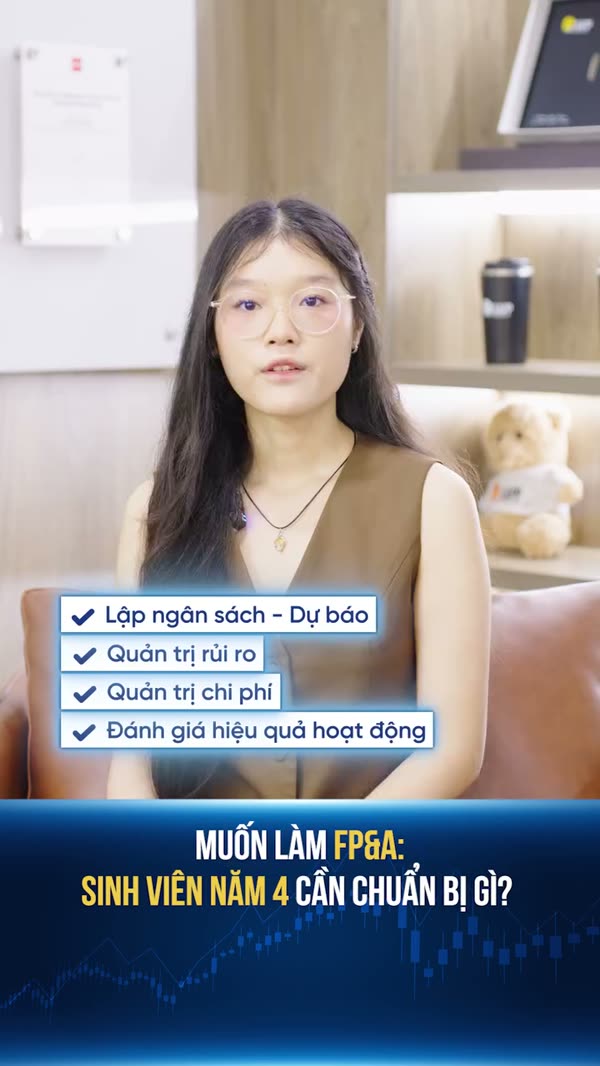 Lập ngân sách - Dự báo
Quản trị rủi ro
Quản trị chi phí
Đánh giá hiệu quả hoạt động
MUỐN LÀM FP&A:
SINH VIÊN NĂM 4 CẦN CHUẨN BỊ GÌ?